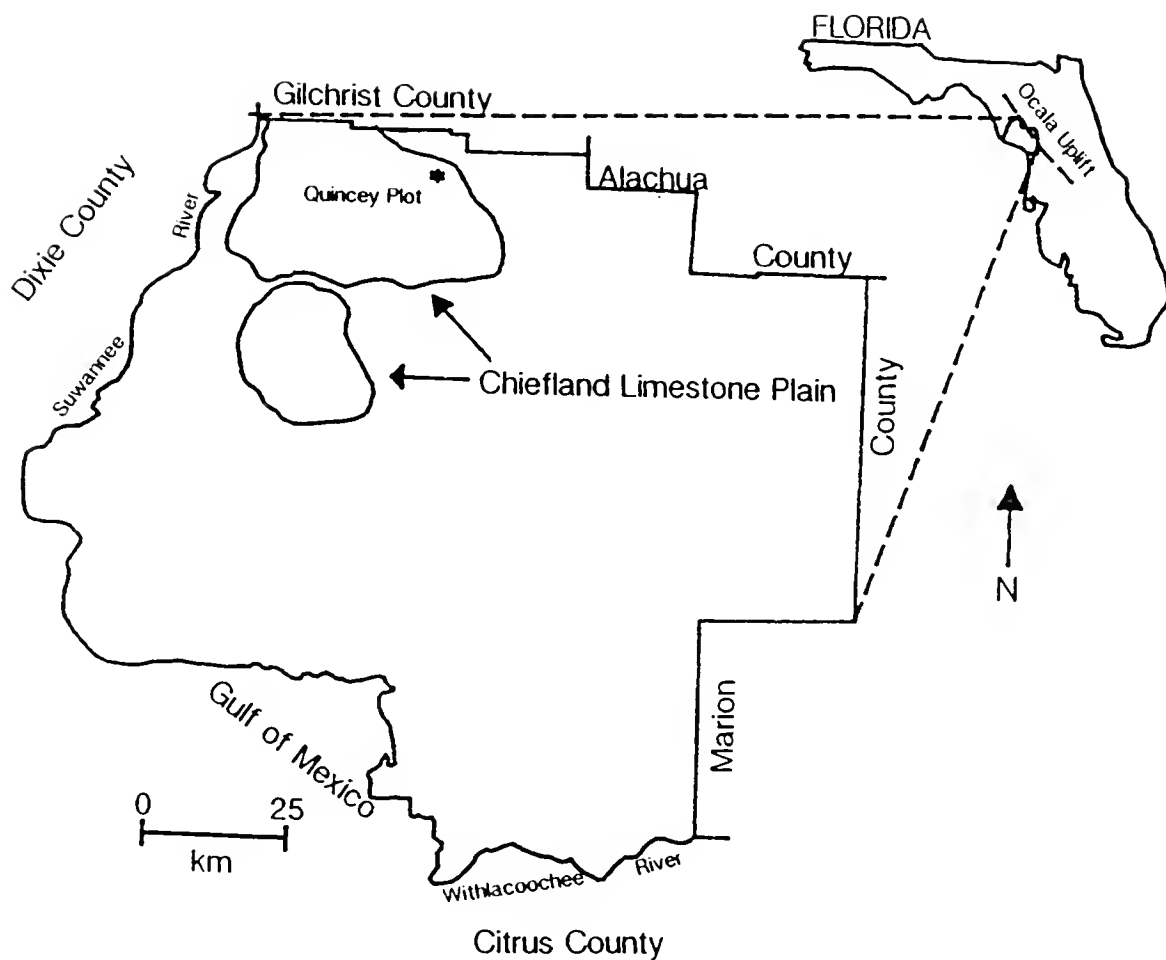 FLORIDA
Ocala Uplift
Gilchrist County
Alachua
County
Quincey Plot
*
Dixie County
River
Suwannee
Chiefland Limestone Plain
County
Marion
N
Gulf of Mexico
0 25
km
Withlacoochee River
Citrus County